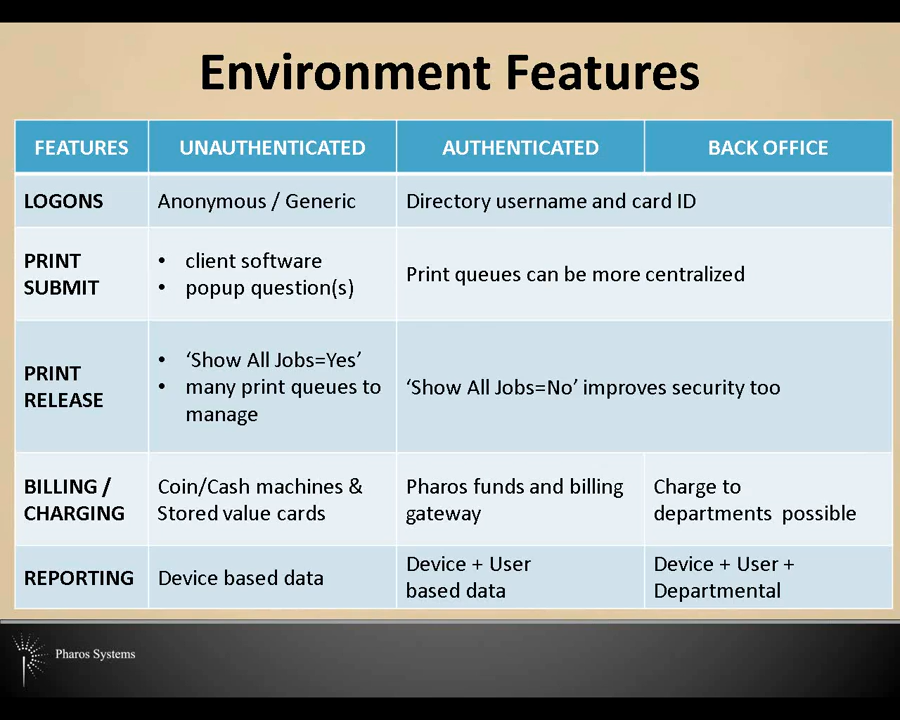 Environment Features
FEATURES UNAUTHENTICATED AUTHENTICATED BACK OFFICE
LOGONS Anonymous / Generic Directory username and card ID
PRINT SUBMIT
• client software
• popup question(s)
Print queues can be more centralized
PRINT RELEASE
• ‘Show All Jobs=Yes’
• many print queues to
manage
‘Show All Jobs=No’ improves security too
BILLING /
CHARGING
Coin/Cash machines &
Stored value cards
Pharos funds and billing
gateway
Charge to
departments possible
REPORTING
Device based data
Device + User
based data
Device + User +
Departmental
Pharos Systems